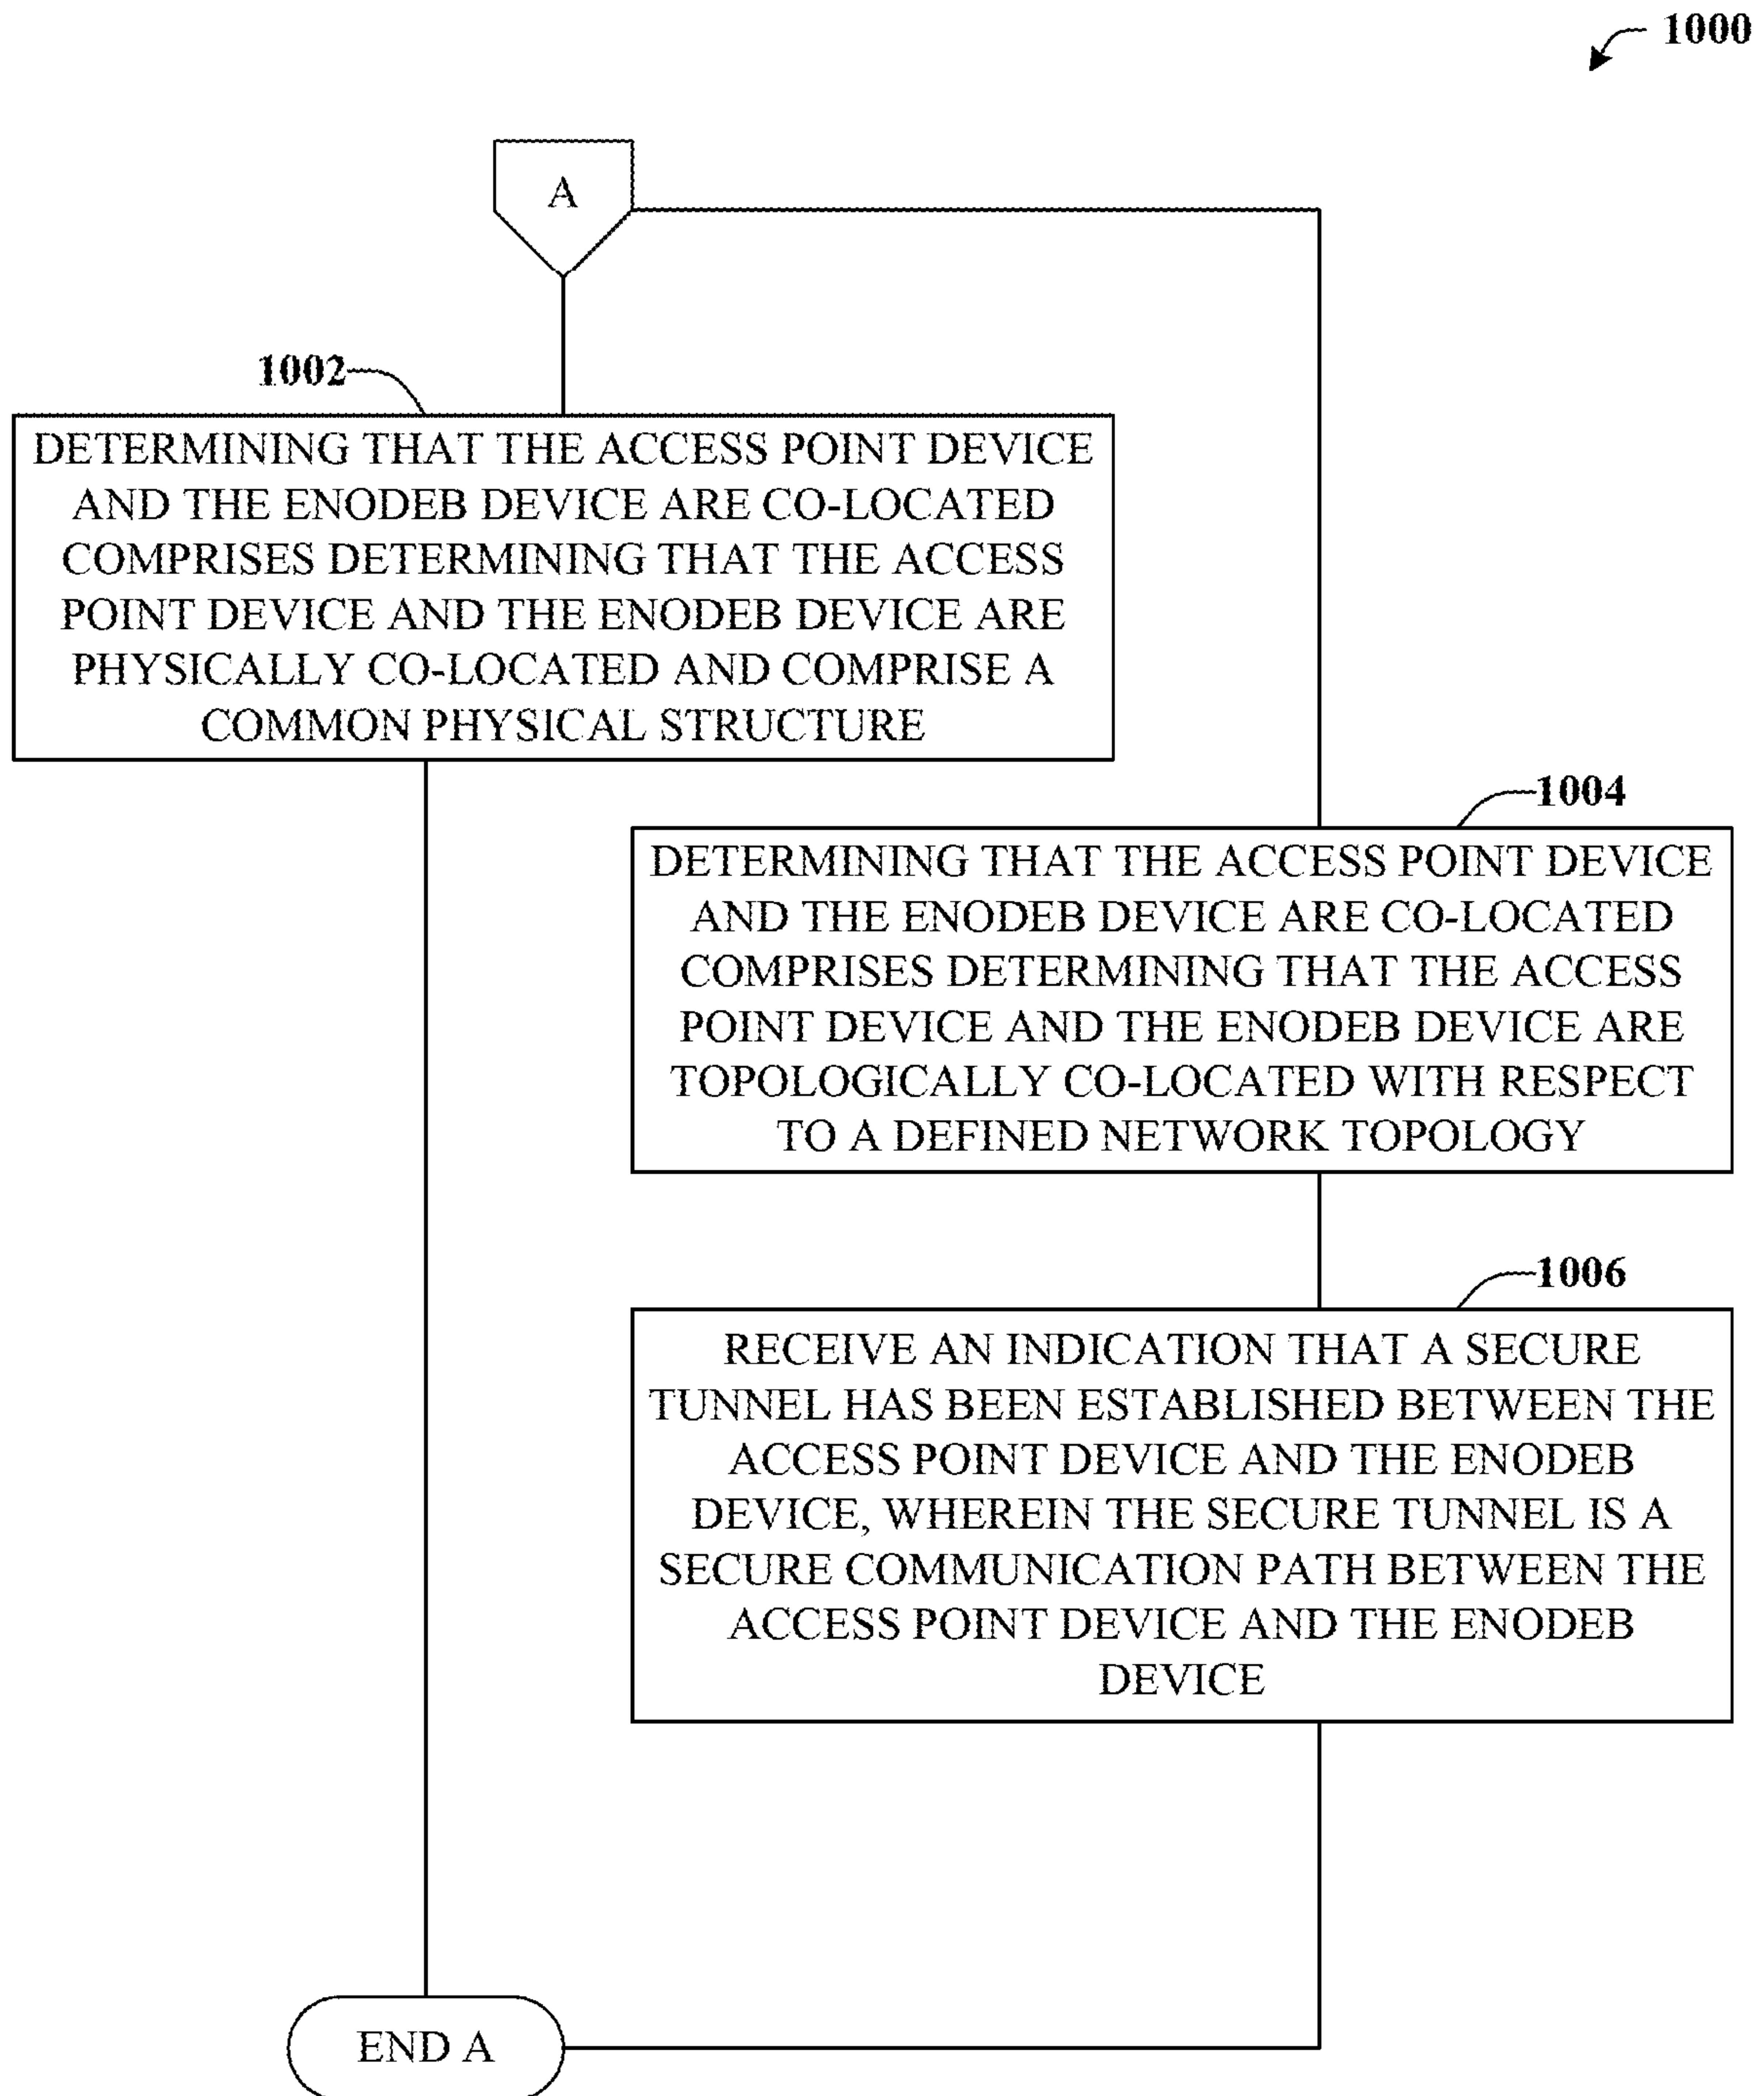 1000
A
1002
DETERMINING THAT THE ACCESS POINT DEVICE
AND THE ENODEB DEVICE ARE CO-LOCATED
COMPRISES DETERMINING THAT THE ACCESS
POINT DEVICE AND THE ENODEB DEVICE ARE
PHYSICALLY CO-LOCATED AND COMPRISE A
COMMON PHYSICAL STRUCTURE
1004
DETERMINING THAT THE ACCESS POINT DEVICE
AND THE ENODEB DEVICE ARE CO-LOCATED
COMPRISES DETERMINING THAT THE ACCESS
POINT DEVICE AND THE ENODEB DEVICE ARE
TOPOLOGICALLY CO-LOCATED WITH RESPECT
TO A DEFINED NETWORK TOPOLOGY
1006
RECEIVE AN INDICATION THAT A SECURE
TUNNEL HAS BEEN ESTABLISHED BETWEEN THE
ACCESS POINT DEVICE AND THE ENODEB
DEVICE, WHEREIN THE SECURE TUNNEL IS A
SECURE COMMUNICATION PATH BETWEEN THE
ACCESS POINT DEVICE AND THE ENODEB
DEVICE
END A